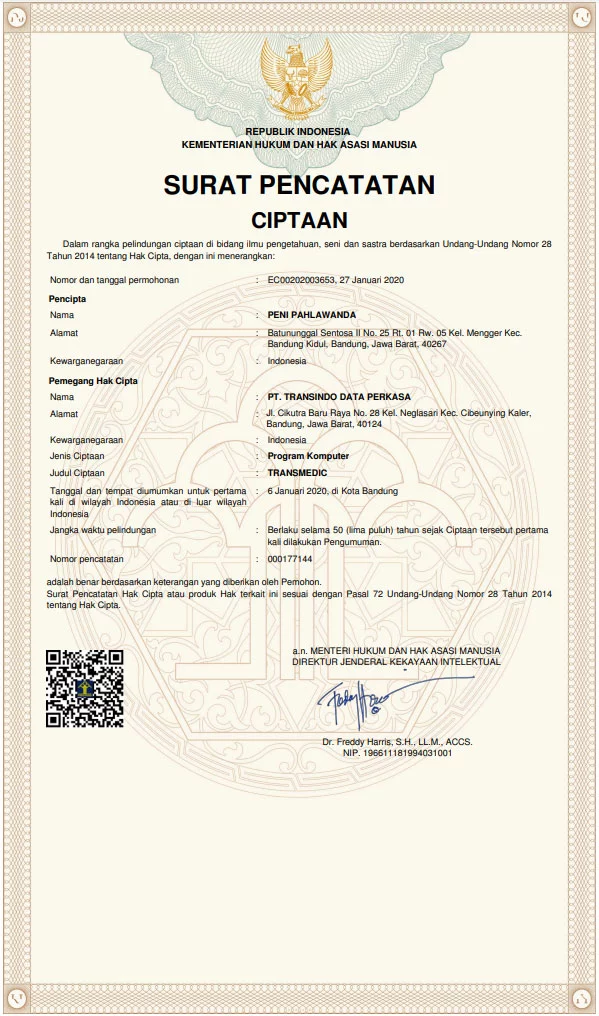 REPUBLIK INDONESIA
KEMENTERIAN HUKUM DAN HAK ASASI MANUSIA
SURAT PENCATATAN
CIPTAAN
Dalam rangka pelindungan ciptaan di bidang ilmu pengetahuan, seni dan sastra berdasarkan Undang-Undang Nomor 28
Tahun 2014 tentang Hak Cipta, dengan ini menerangkan:
Nomor dan tanggal permohonan : EC00202003653, 27 Januari 2020
Pencipta
Nama : PENI PAHLAWANDA
Alamat : Batununggal Sentosa II No. 25 Rt. 01 Rw. 05 Kel. Mengger Kec.
Bandung Kidul, Bandung, Jawa Barat, 40267
Kewarganegaraan : Indonesia
Pemegang Hak Cipta
Nama : PT. TRANSINDO DATA PERKASA
Alamat : Jl. Cikutra Baru Raya No. 28 Kel. Neglasari Kec. Cibeunying Kaler,
Bandung, Jawa Barat, 40124
Kewarganegaraan : Indonesia
Jenis Ciptaan : Program Komputer
Judul Ciptaan : TRANSMEDIC
Tanggal dan tempat diumumkan untuk pertama : 6 Januari 2020, di Kota Bandung
kali di wilayah Indonesia atau di luar wilayah
Indonesia
Jangka waktu pelindungan : Berlaku selama 50 (lima puluh) tahun sejak Ciptaan tersebut pertama
kali dilakukan Pengumuman.
Nomor pencatatan : 000177144
adalah benar berdasarkan keterangan yang diberikan oleh Pemohon.
Surat Pencatatan Hak Cipta atau produk Hak terkait ini sesuai dengan Pasal 72 Undang-Undang Nomor 28 Tahun 2014
tentang Hak Cipta.
a.n. MENTERI HUKUM DAN HAK ASASI MANUSIA
DIREKTUR JENDERAL KEKAYAAN INTELEKTUAL
Dr. Freddy Harris, S.H., LL.M., ACCS.
NIP. 196611181994031001